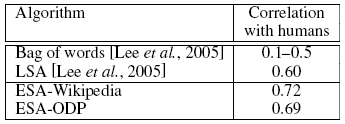 Algorithm Correlation
with humans
Bag of words [Lee et al., 2005] 0.1–0.5
LSA [Lee et al., 2005] 0.60
ESA-Wikipedia 0.72
ESA-ODP 0.69